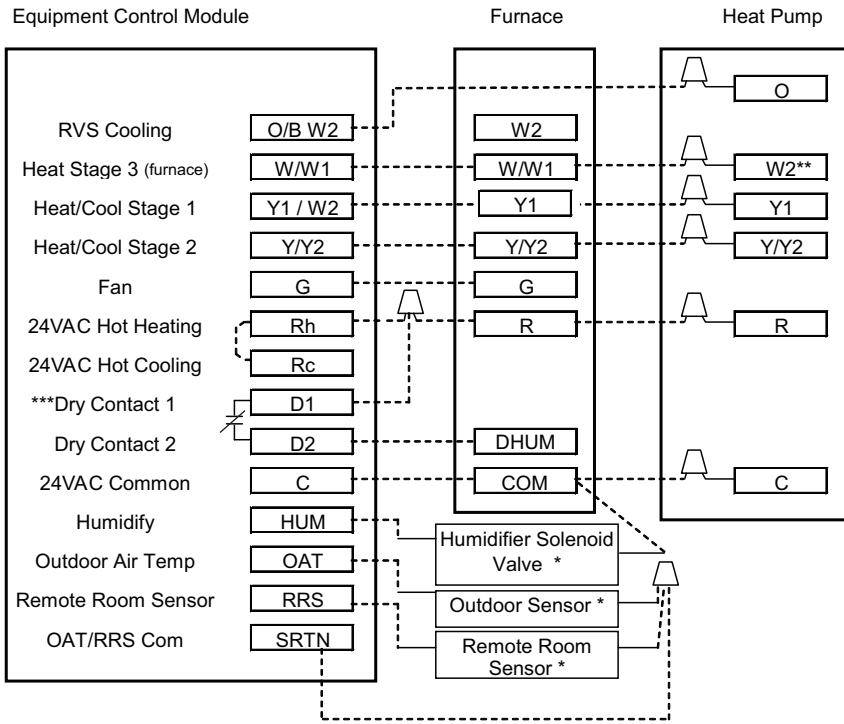 Equipment Control Module Furnace Heat Pump
O
RVS Cooling O/B W2 W2
Heat Stage 3 (furnace) W/W1 W/W1 W2**
Heat/Cool Stage 1 Y1 / W2 Y1 Y1
Heat/Cool Stage 2 Y/Y2 Y/Y2 Y/Y2
Fan G G
24VAC Hot Heating Rh R R
24VAC Hot Cooling Rc
***Dry Contact 1 D1
Dry Contact 2 D2 DHUM
24VAC Common C COM C
Humidify HUM
Humidifier Solenoid
Valve *
Outdoor Air Temp OAT
Outdoor Sensor *
Remote Room Sensor RRS
Remote Room
Sensor *
OAT/RRS Com SRTN